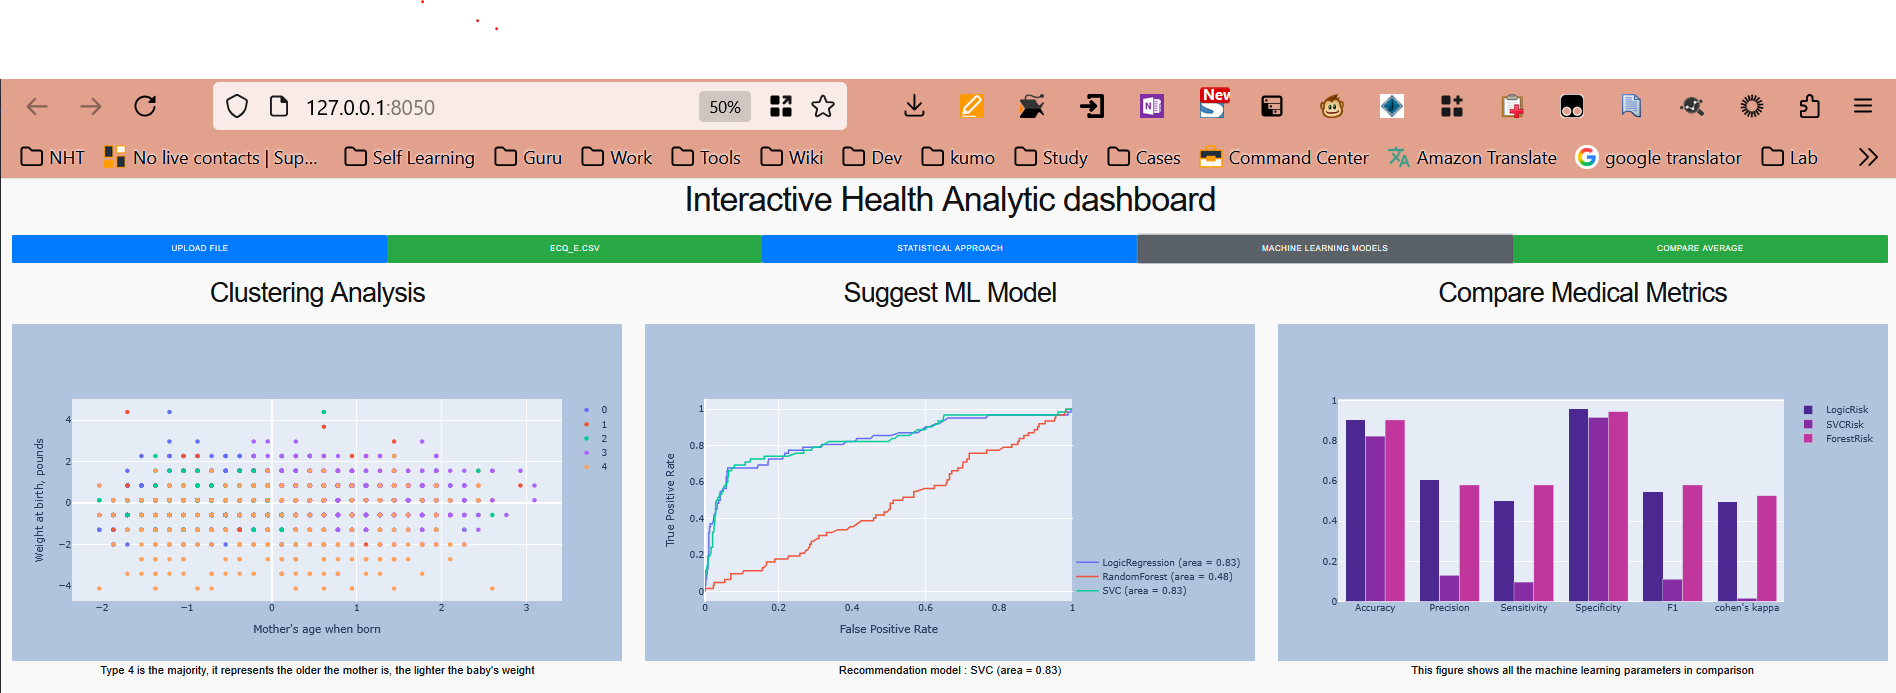 127.0.0.1:8050
50%
New
NHT
No live contacts | Sup...
Self Learning
Guru
Work
Tools
Wiki
Dev
kumo
Study
Cases
Command Center
Amazon Translate
google translator
Lab
Interactive Health Analytic dashboard
UPLOAD FILE
ECQ_E.CSV
STATISTICAL APPROACH
MACHINE LEARNING MODELS
COMPARE AVERAGE
Clustering Analysis
Weight at birth, pounds
4
2
0
−2
−4
−2
−1
0
1
2
3
Mother's age when born
0
1
2
3
4
Type 4 is the majority, it represents the older the mother is, the lighter the baby's weight
Suggest ML Model
True Positive Rate
1
0.8
0.6
0.4
0.2
0
0
0.2
0.4
0.6
0.8
1
False Positive Rate
LogicRegression (area = 0.83)
RandomForest (area = 0.48)
SVC (area = 0.83)
Recommendation model : SVC (area = 0.83)
Compare Medical Metrics
1
0.8
0.6
0.4
0.2
0
Accuracy
Precision
Sensitivity
Specificity
F1
cohen's kappa
LogicRisk
SVCRisk
ForestRisk
This figure shows all the machine learning parameters in comparison